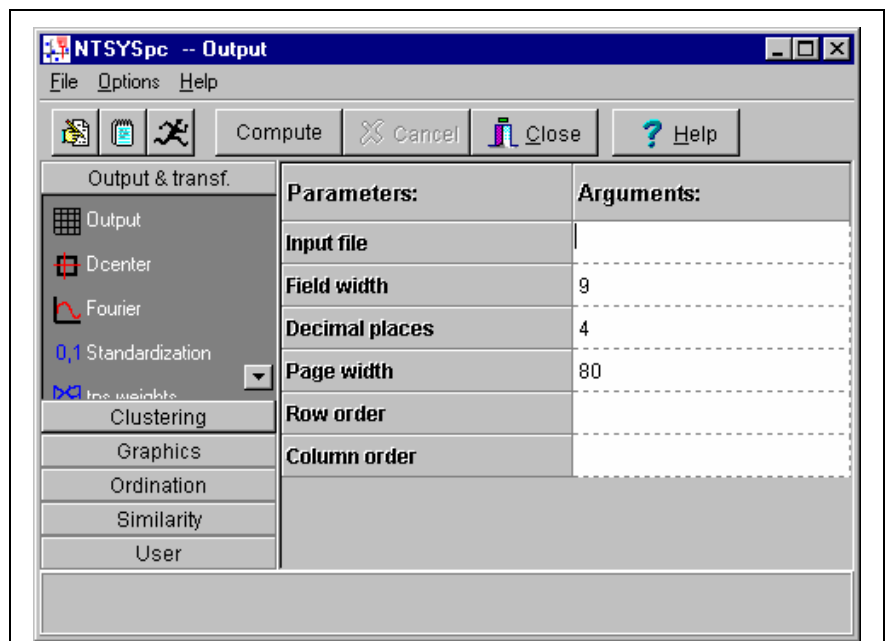 NTSYSpc -- Output
File Options Help
Compute Cancel Close ? Help
Output & transf.
Output
Dcenter
Fourier
0,1 Standardization
tps weights
Clustering
Graphics
Ordination
Similarity
User
Parameters: Arguments:
Input file
Field width 9
Decimal places 4
Page width 80
Row order
Column order